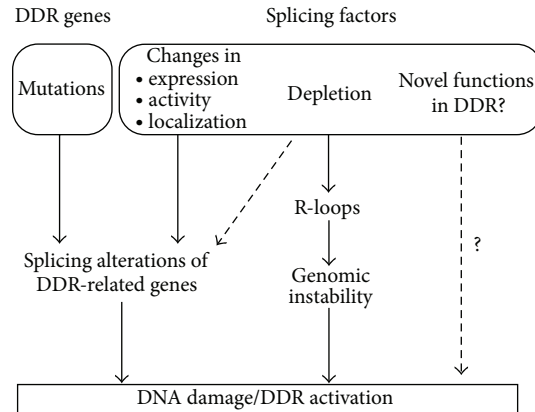 DDR genes
Splicing factors
Mutations
Changes in
• expression
• activity
• localization
Depletion
Novel functions
in DDR?
R-loops
?
Splicing alterations of
DDR-related genes
Genomic
instability
DNA damage/DDR activation